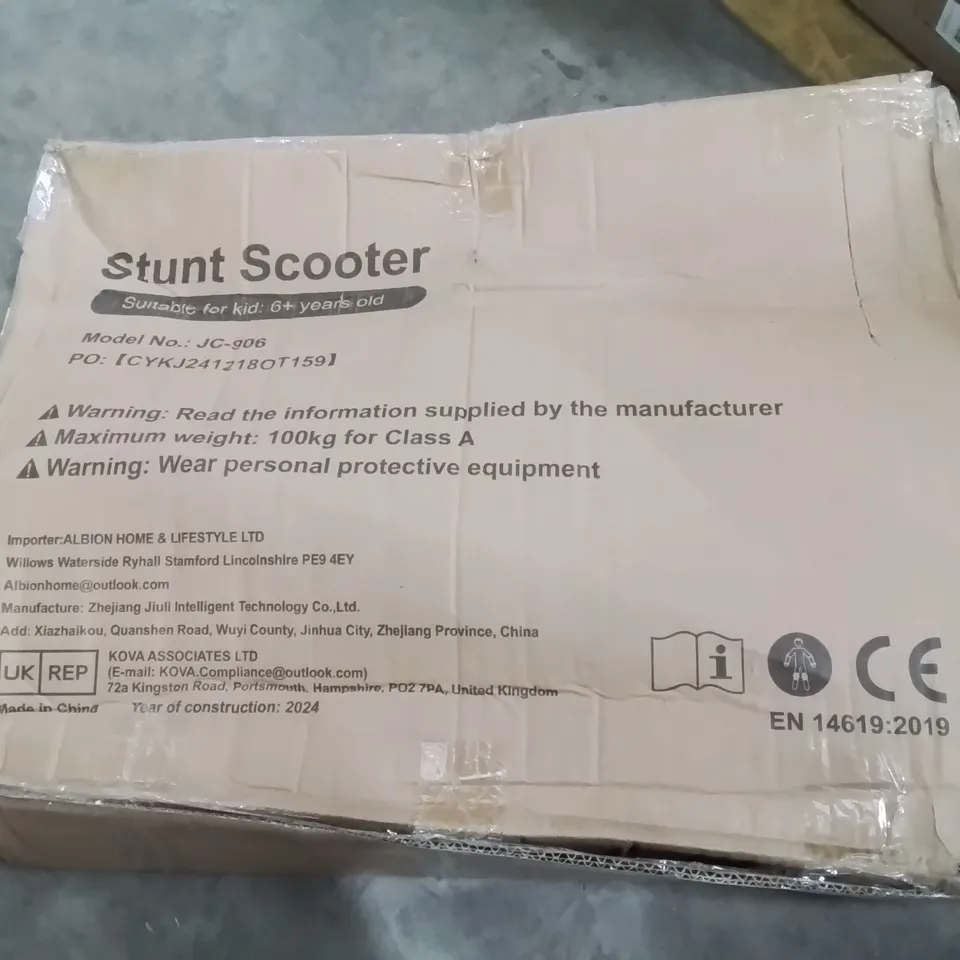 Stunt Scooter
Suitable for kid: 6+ years old
Model No.: JC-g06
PO:【CYKJ241218OT159】
Warning: Read the information supplied by the manufacturer
Maximum weight: 100kg for Class A
Warning: Wear personal protective equipment
Importer:ALBION HOME & LIFESTYLE LTD
Willows Waterside Ryhall Stamford Lincolnshire PE9 4EY
Albionhome@outlook.com
Manufacture: Zhejiang Jiuli Intelligent Technology Co.,Ltd.
Add: Xiazhaikou, Quanshen Road, Wuyi County, Jinhua City, Zhejiang Province, China
UK REP
KOVA ASSOCIATES LTD
(E-mail: KOVA.Compliance@outlook.com)
72a Kingston Road, Portsmouth, Hampshire, PO2 7PA, United Kingdom
Made in China Year of construction: 2024
i
CE
EN 14619:2019